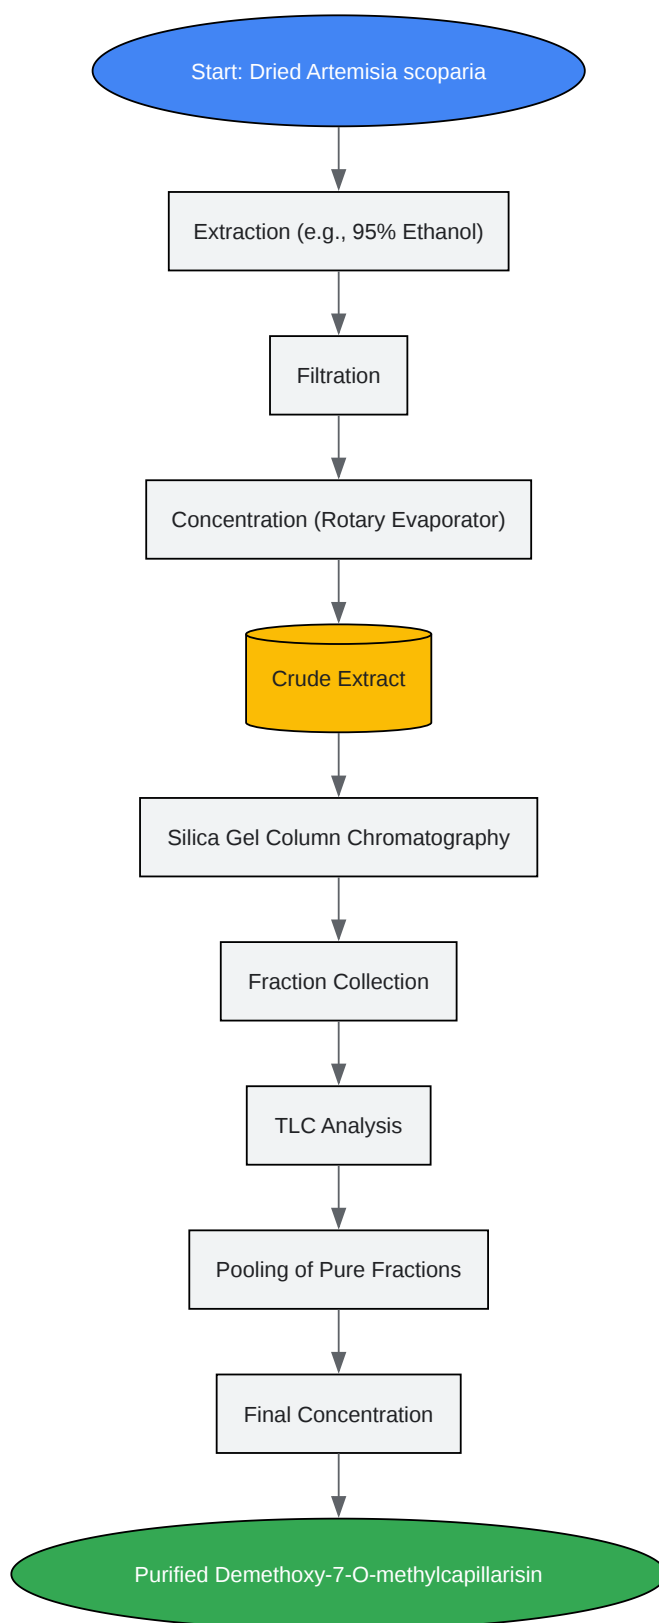 Start: Dried Artemisia scoparia
Extraction (e.g., 95% Ethanol)
Filtration
Concentration (Rotary Evaporator)
Crude Extract
Silica Gel Column Chromatography
Fraction Collection
TLC Analysis
Pooling of Pure Fractions
Final Concentration
Purified Demethoxy-7-O-methylcapillarisin